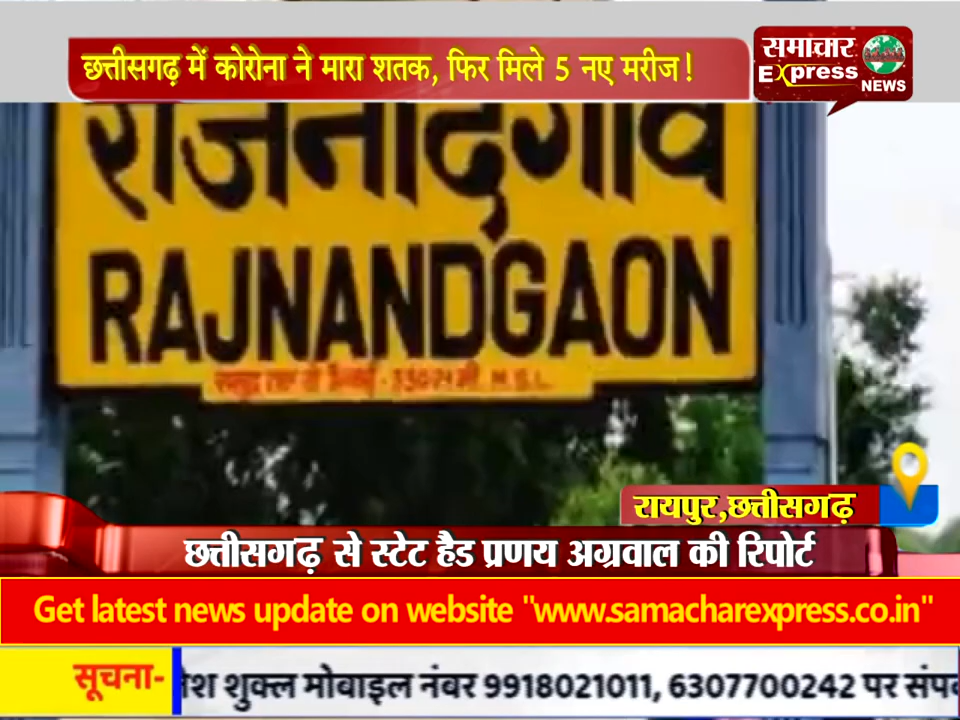 छत्तीसगढ़ में कोरोना ने मारा शतक, फिर मिले 5 नए मरीज!
समाचार
Express
NEWS
राजनांदगांव
RAJNANDGAON
M.S.L.
रायपुर,छत्तीसगढ़
छत्तीसगढ़ से स्टेट हैड प्रणय अग्रवाल की रिपोर्ट
Get latest news update on website "www.samacharexpress.co.in"
सूचना- शुक्ल मोबाइल नंबर 9918021011, 6307700242 पर